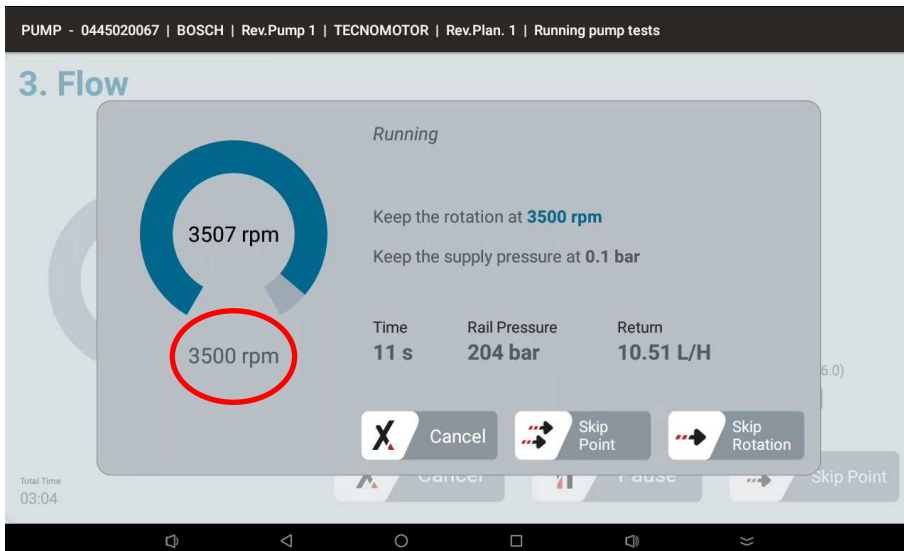 PUMP - 0445020067 | BOSCH | Rev.Pump 1 | TECNOMOTOR | Rev.Plan. 1 | Running pump tests
3. Flow
Running
3507 rpm
Keep the rotation at 3500 rpm
Keep the supply pressure at 0.1 bar
3500 rpm
Time
11 s
Rail Pressure
204 bar
Return
10.51 L/H
6.0)
Cancel
Skip
Point
Skip
Rotation
Total Time
03:04
Cancel
Pause
Skip Point